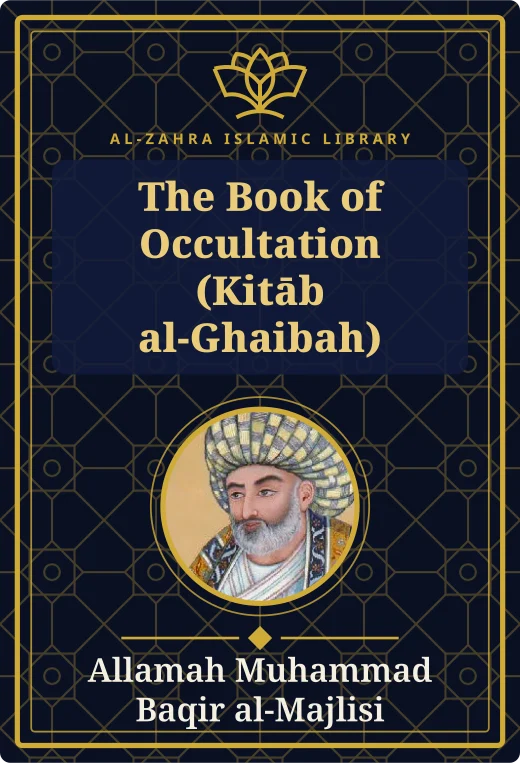 AL-ZAHRA ISLAMIC LIBRARY
The Book of
Occultation
(Kitāb
al-Ghaibah)
Allamah Muhammad
Baqir al-Majlisi